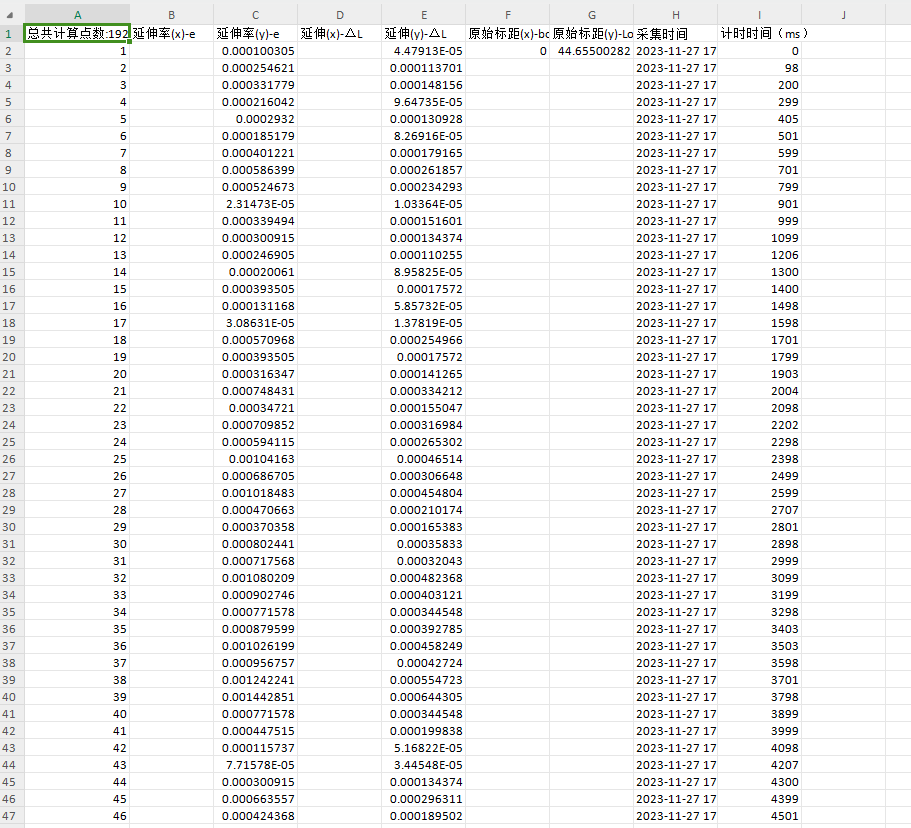 A B C D E F G H I J
1 总共计算点数:192 延伸率(x)-e 延伸率(y)-e 延伸(x)-△L 延伸(y)-△L 原始标距(x)-bo 原始标距(y)-Lo 采集时间 计时时间（ms）
2 1 0.000100305 4.47913E-05 0 44.65500282 2023-11-27 17 0
3 2 0.000254621 0.000113701 2023-11-27 17 98
4 3 0.000331779 0.000148156 2023-11-27 17 200
5 4 0.000216042 9.64735E-05 2023-11-27 17 299
6 5 0.0002932 0.000130928 2023-11-27 17 405
7 6 0.000185179 8.26916E-05 2023-11-27 17 501
8 7 0.000401221 0.000179165 2023-11-27 17 599
9 8 0.000586399 0.000261857 2023-11-27 17 701
10 9 0.000524673 0.000234293 2023-11-27 17 799
11 10 2.31473E-05 1.03364E-05 2023-11-27 17 901
12 11 0.000339494 0.000151601 2023-11-27 17 999
13 12 0.000300915 0.000134374 2023-11-27 17 1099
14 13 0.000246905 0.000110255 2023-11-27 17 1206
15 14 0.00020061 8.95825E-05 2023-11-27 17 1300
16 15 0.000393505 0.00017572 2023-11-27 17 1400
17 16 0.000131168 5.85732E-05 2023-11-27 17 1498
18 17 3.08631E-05 1.37819E-05 2023-11-27 17 1598
19 18 0.000570968 0.000254966 2023-11-27 17 1701
20 19 0.000393505 0.00017572 2023-11-27 17 1799
21 20 0.000316347 0.000141265 2023-11-27 17 1903
22 21 0.000748431 0.000334212 2023-11-27 17 2004
23 22 0.00034721 0.000155047 2023-11-27 17 2098
24 23 0.000709852 0.000316984 2023-11-27 17 2202
25 24 0.000594115 0.000265302 2023-11-27 17 2298
26 25 0.00104163 0.00046514 2023-11-27 17 2398
27 26 0.000686705 0.000306648 2023-11-27 17 2499
28 27 0.001018483 0.000454804 2023-11-27 17 2599
29 28 0.000470663 0.000210174 2023-11-27 17 2707
30 29 0.000370358 0.000165383 2023-11-27 17 2801
31 30 0.000802441 0.00035833 2023-11-27 17 2898
32 31 0.000717568 0.00032043 2023-11-27 17 2999
33 32 0.001080209 0.000482368 2023-11-27 17 3099
34 33 0.000902746 0.000403121 2023-11-27 17 3199
35 34 0.000771578 0.000344548 2023-11-27 17 3298
36 35 0.000879599 0.000392785 2023-11-27 17 3403
37 36 0.001026199 0.000458249 2023-11-27 17 3503
38 37 0.000956757 0.00042724 2023-11-27 17 3598
39 38 0.001242241 0.000554723 2023-11-27 17 3701
40 39 0.001442851 0.000644305 2023-11-27 17 3798
41 40 0.000771578 0.000344548 2023-11-27 17 3899
42 41 0.000447515 0.000199838 2023-11-27 17 3999
43 42 0.000115737 5.16822E-05 2023-11-27 17 4098
44 43 7.71578E-05 3.44548E-05 2023-11-27 17 4207
45 44 0.000300915 0.000134374 2023-11-27 17 4300
46 45 0.000663557 0.000296311 2023-11-27 17 4399
47 46 0.000424368 0.000189502 2023-11-27 17 4501